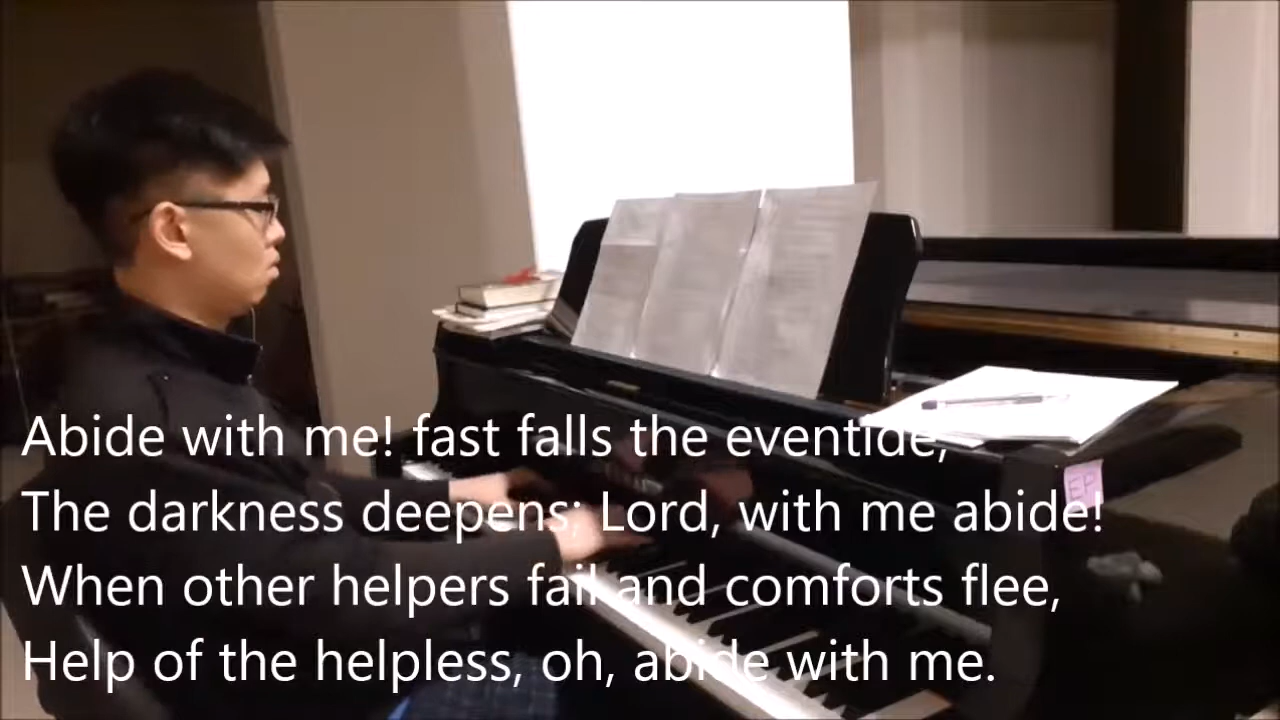 Abide with me! fast falls the eventide,
The darkness deepens; Lord, with me abide!
When other helpers fail and comforts flee,
Help of the helpless, oh, abide with me.
EP